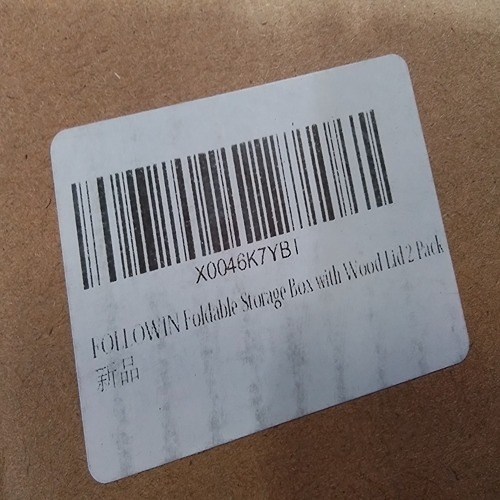 X0046K7YBI
FOLLOWIN Foldable Storage Box with Wood Lid 2 Pack
新品